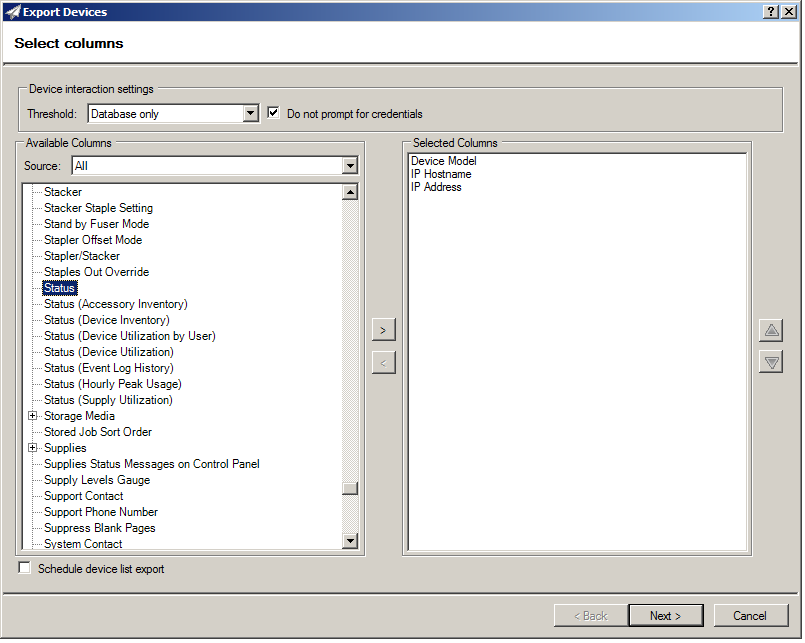 Export Devices
Select columns
Device interaction settings
Threshold: Database only Do not prompt for credentials
Available Columns
Source: All
Stacker
Stacker Staple Setting
Stand by Fuser Mode
Stapler Offset Mode
Stapler/Stacker
Staples Out Override
Status
Status (Accessory Inventory)
Status (Device Inventory)
Status (Device Utilization by User)
Status (Device Utilization)
Status (Event Log History)
Status (Hourly Peak Usage)
Status (Supply Utilization)
Storage Media
Stored Job Sort Order
Supplies
Supplies Status Messages on Control Panel
Supply Levels Gauge
Support Contact
Support Phone Number
Suppress Blank Pages
System Contact
>
<
Selected Columns
Device Model
IP Hostname
IP Address
Schedule device list export
< Back Next > Cancel